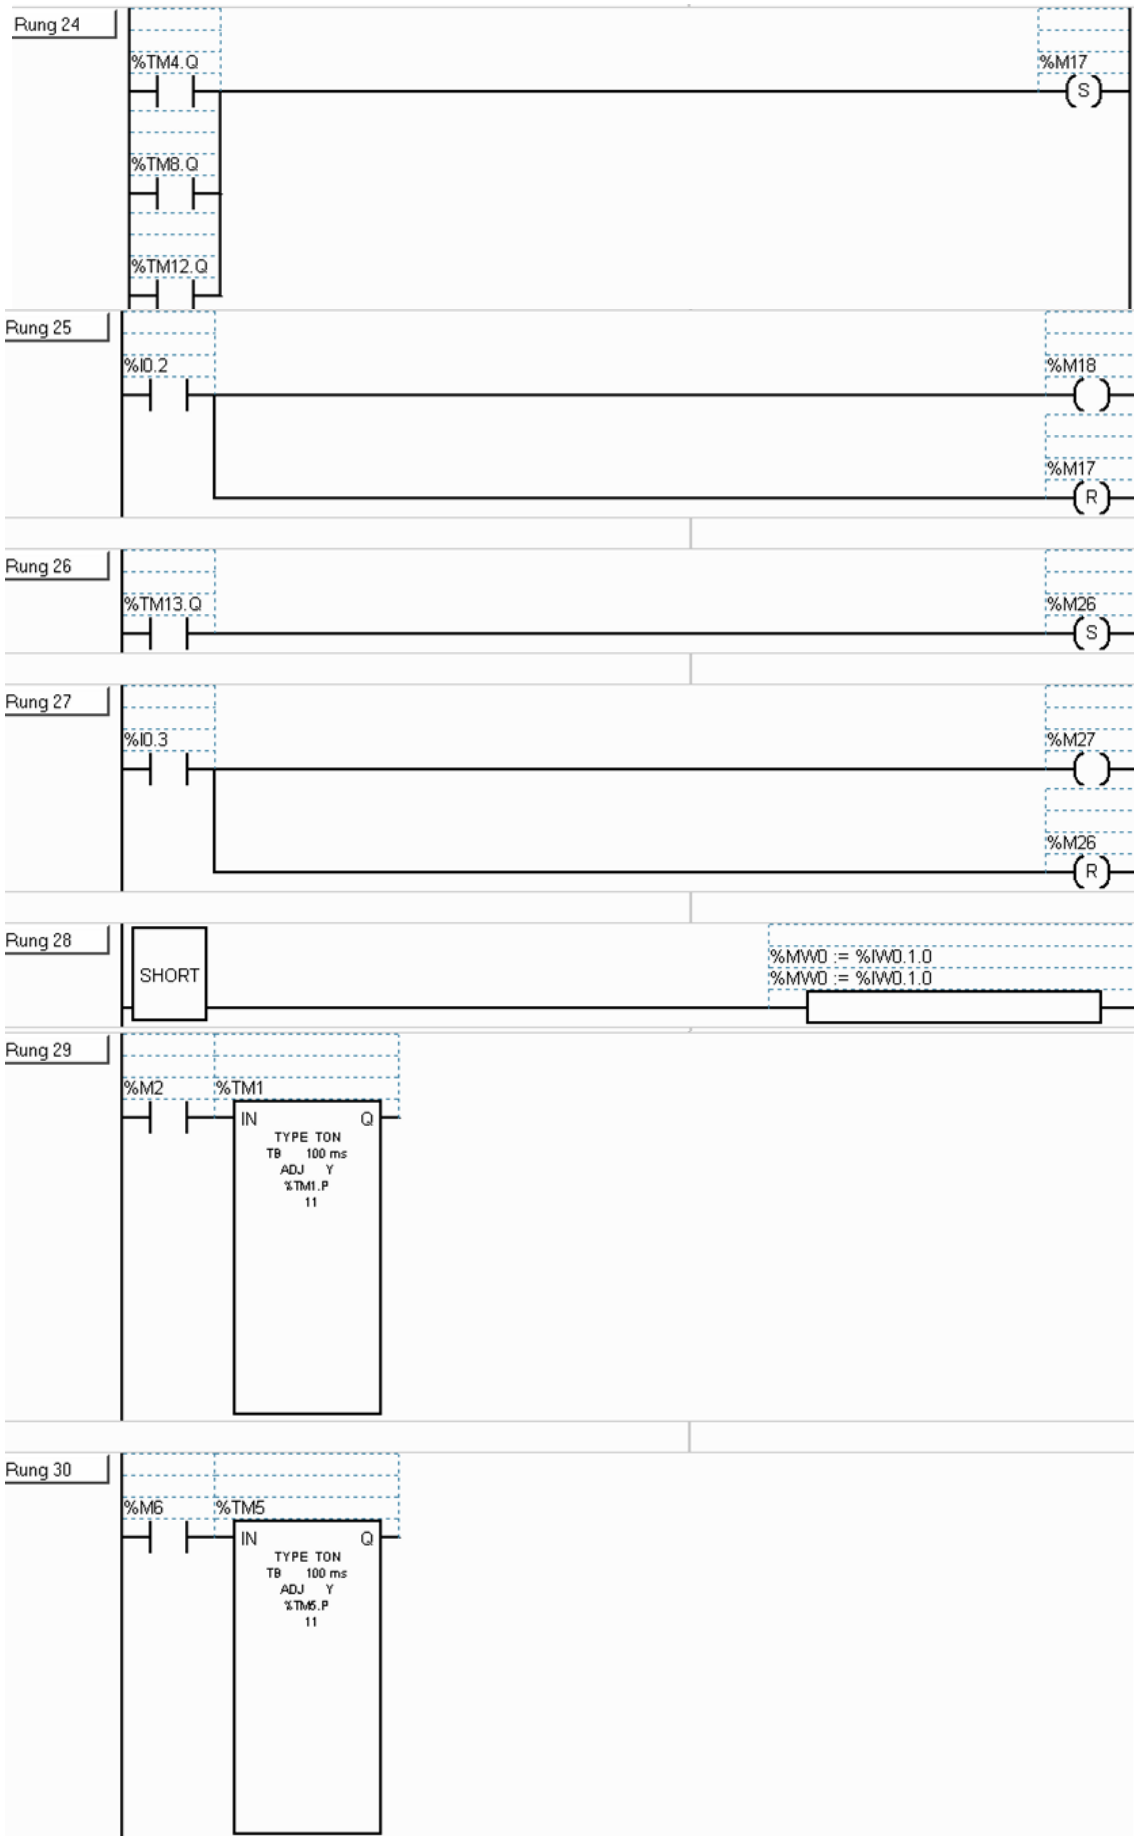 Rung 24
%TM4.Q %M17
S
%TM8.Q
%TM12.Q
Rung 25
%I0.2 %M18
%M17
R
Rung 26
%TM13.Q %M26
S
Rung 27
%I0.3 %M27
%M26
R
Rung 28
SHORT
%MW0 := %IW0.1.0
%MW0 := %IW0.1.0
Rung 29
%M2 %TM1
IN Q
TYPE TON
TB 100 ms
ADJ Y
%TM1.P
11
Rung 30
%M6 %TM5
IN Q
TYPE TON
TB 100 ms
ADJ Y
%TM5.P
11